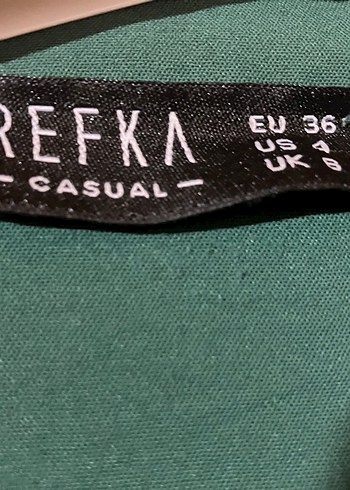 REFKA
— CASUAL —
EU 36
US 4
UK 8